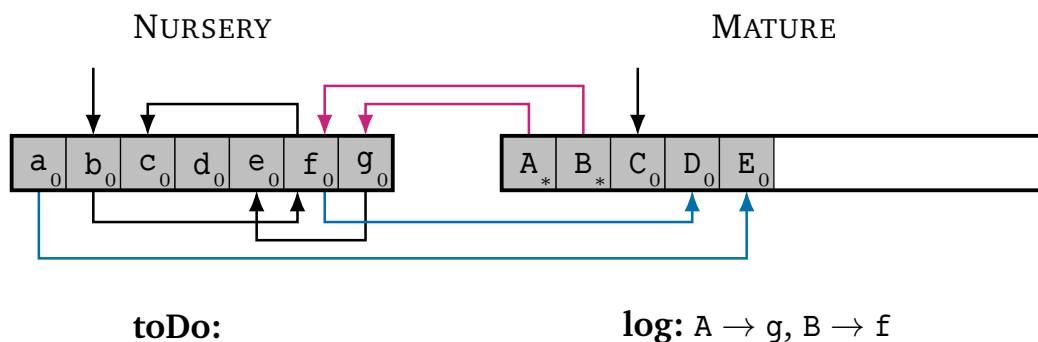 NURSERY MATURE
a0 b0 c0 d0 e0 f0 g0 A* B* C0 D0 E0
toDo: log: A → g, B → f